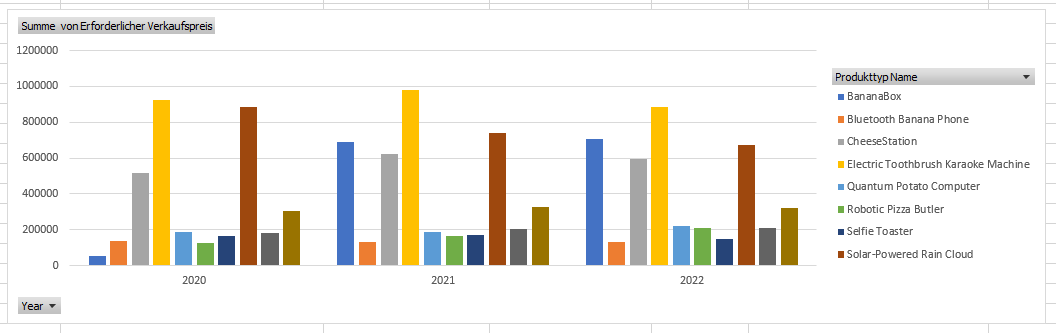 Summe von Erforderlicher Verkaufspreis
1200000
1000000
800000
600000
400000
200000
0
2020 2021 2022
Produkttyp Name
BananaBox
Bluetooth Banana Phone
CheeseStation
Electric Toothbrush Karaoke Machine
Quantum Potato Computer
Robotic Pizza Butler
Selfie Toaster
Solar-Powered Rain Cloud
Year